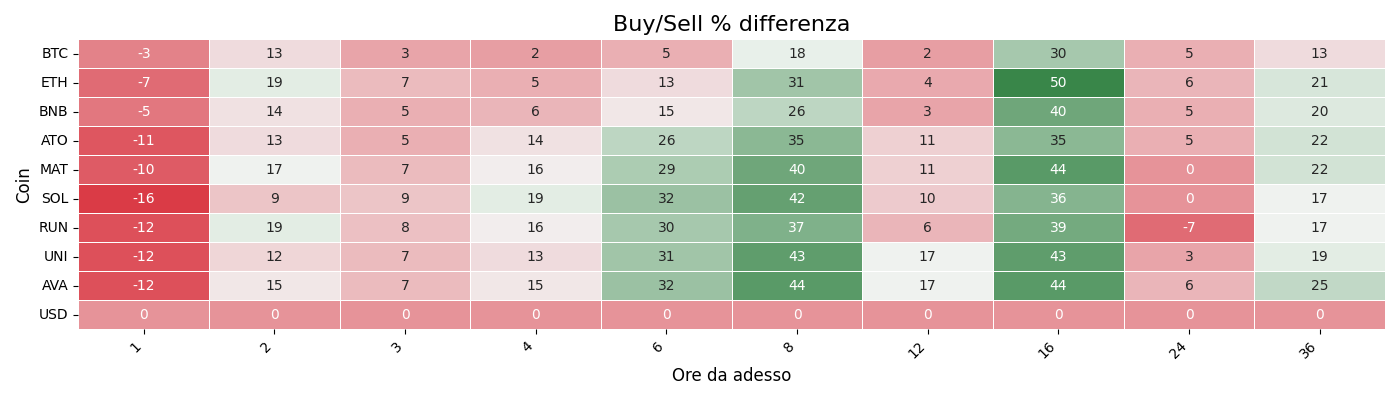 Buy/Sell % differenza
Coin
BTC -3 13 3 2 5 18 2 30 5 13
ETH -7 19 7 5 13 31 4 50 6 21
BNB -5 14 5 6 15 26 3 40 5 20
ATO -11 13 5 14 26 35 11 35 5 22
MAT -10 17 7 16 29 40 11 44 0 22
SOL -16 9 9 19 32 42 10 36 0 17
RUN -12 19 8 16 30 37 6 39 -7 17
UNI -12 12 7 13 31 43 17 43 3 19
AVA -12 15 7 15 32 44 17 44 6 25
USD 0 0 0 0 0 0 0 0 0 0
1 2 3 4 6 8 12 16 24 36
Ore da adesso